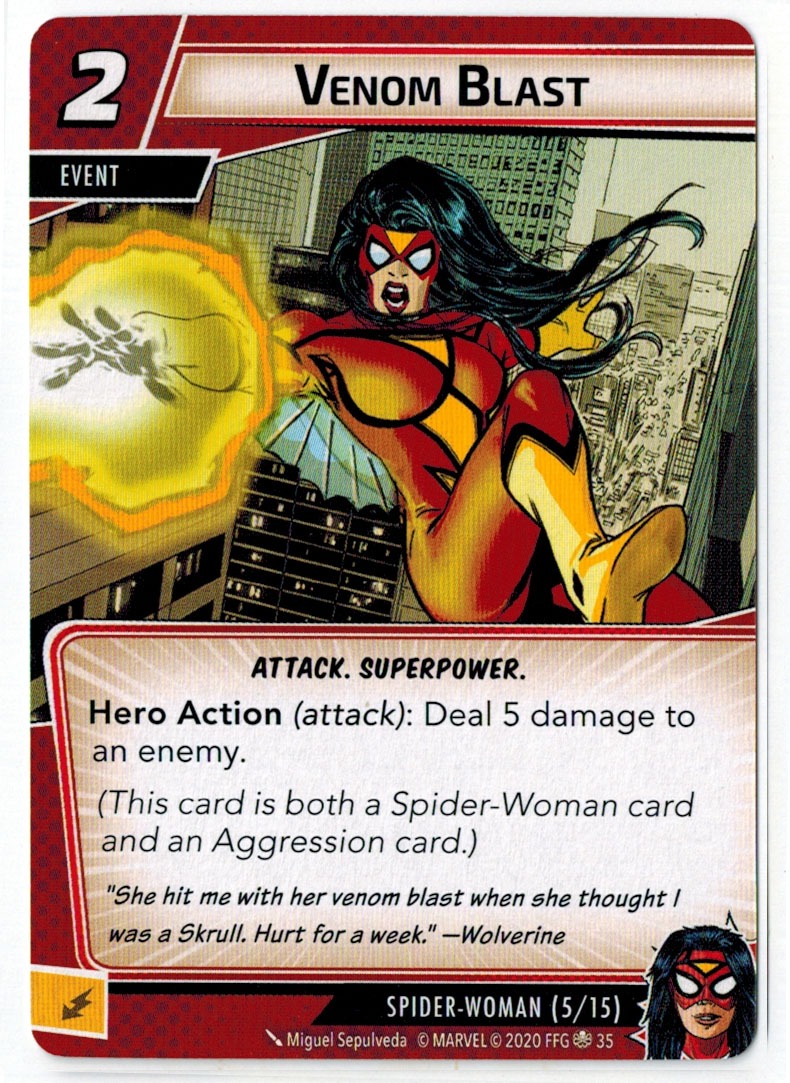 2
VENOM BLAST
EVENT
ATTACK. SUPERPOWER.
Hero Action (attack): Deal 5 damage to
an enemy.
(This card is both a Spider-Woman card
and an Aggression card.)
"She hit me with her venom blast when she thought I
was a Skrull. Hurt for a week." —Wolverine
SPIDER-WOMAN (5/15)
Miguel Sepulveda © MARVEL © 2020 FFG 35